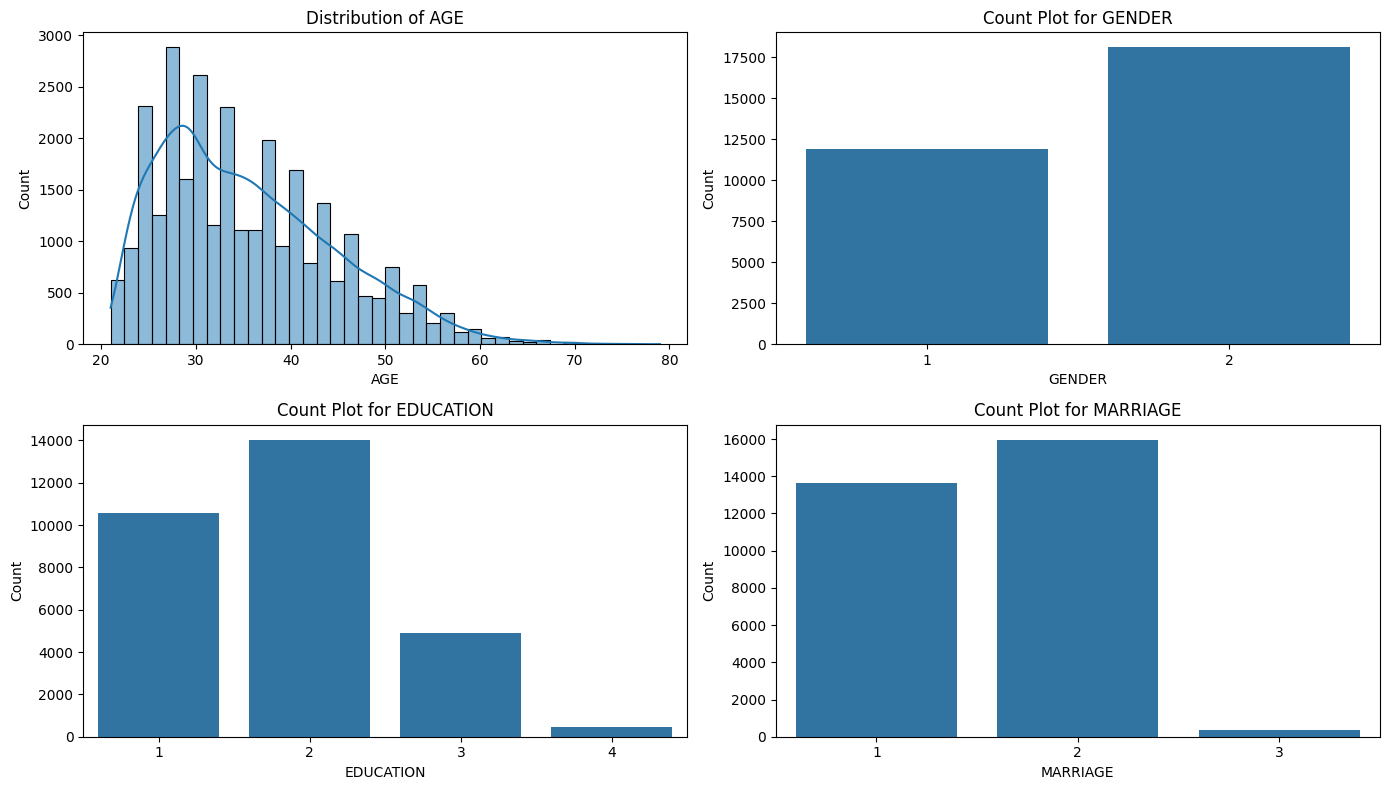 Distribution of AGE
3000
2500
2000
1500
1000
500
0
Count
20 30 40 50 60 70 80
AGE
Count Plot for GENDER
17500
15000
12500
10000
7500
5000
2500
0
Count
1 2
GENDER
Count Plot for EDUCATION
14000
12000
10000
8000
6000
4000
2000
0
Count
1 2 3 4
EDUCATION
Count Plot for MARRIAGE
16000
14000
12000
10000
8000
6000
4000
2000
0
Count
1 2 3
MARRIAGE